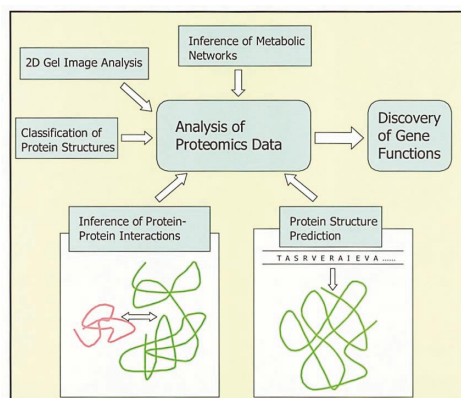 Inference of Metabolic
Networks
2D Gel Image Analysis
Classification of
Protein Structures
Analysis of
Proteomics Data
Discovery
of Gene
Functions
Inference of Protein-
Protein Interactions
Protein Structure
Prediction
T A S R V E R A I E V A ......